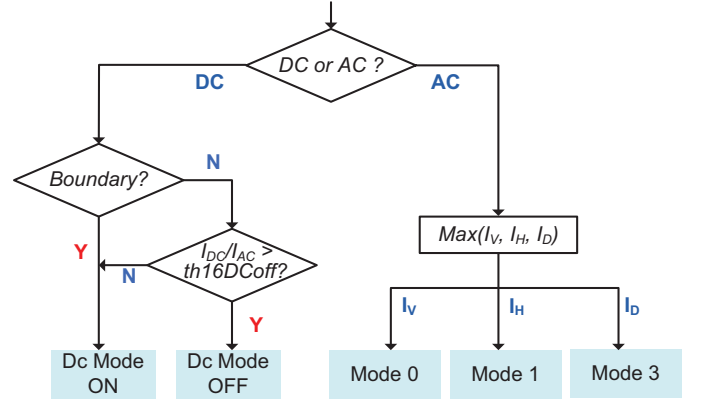 DC or AC ?
DC
AC
Boundary?
N
Max(I_V, I_H, I_D)
Y
I_DC/I_AC >
th16DCoff?
N
Y
I_V
I_H
I_D
Dc Mode
ON
Dc Mode
OFF
Mode 0
Mode 1
Mode 3